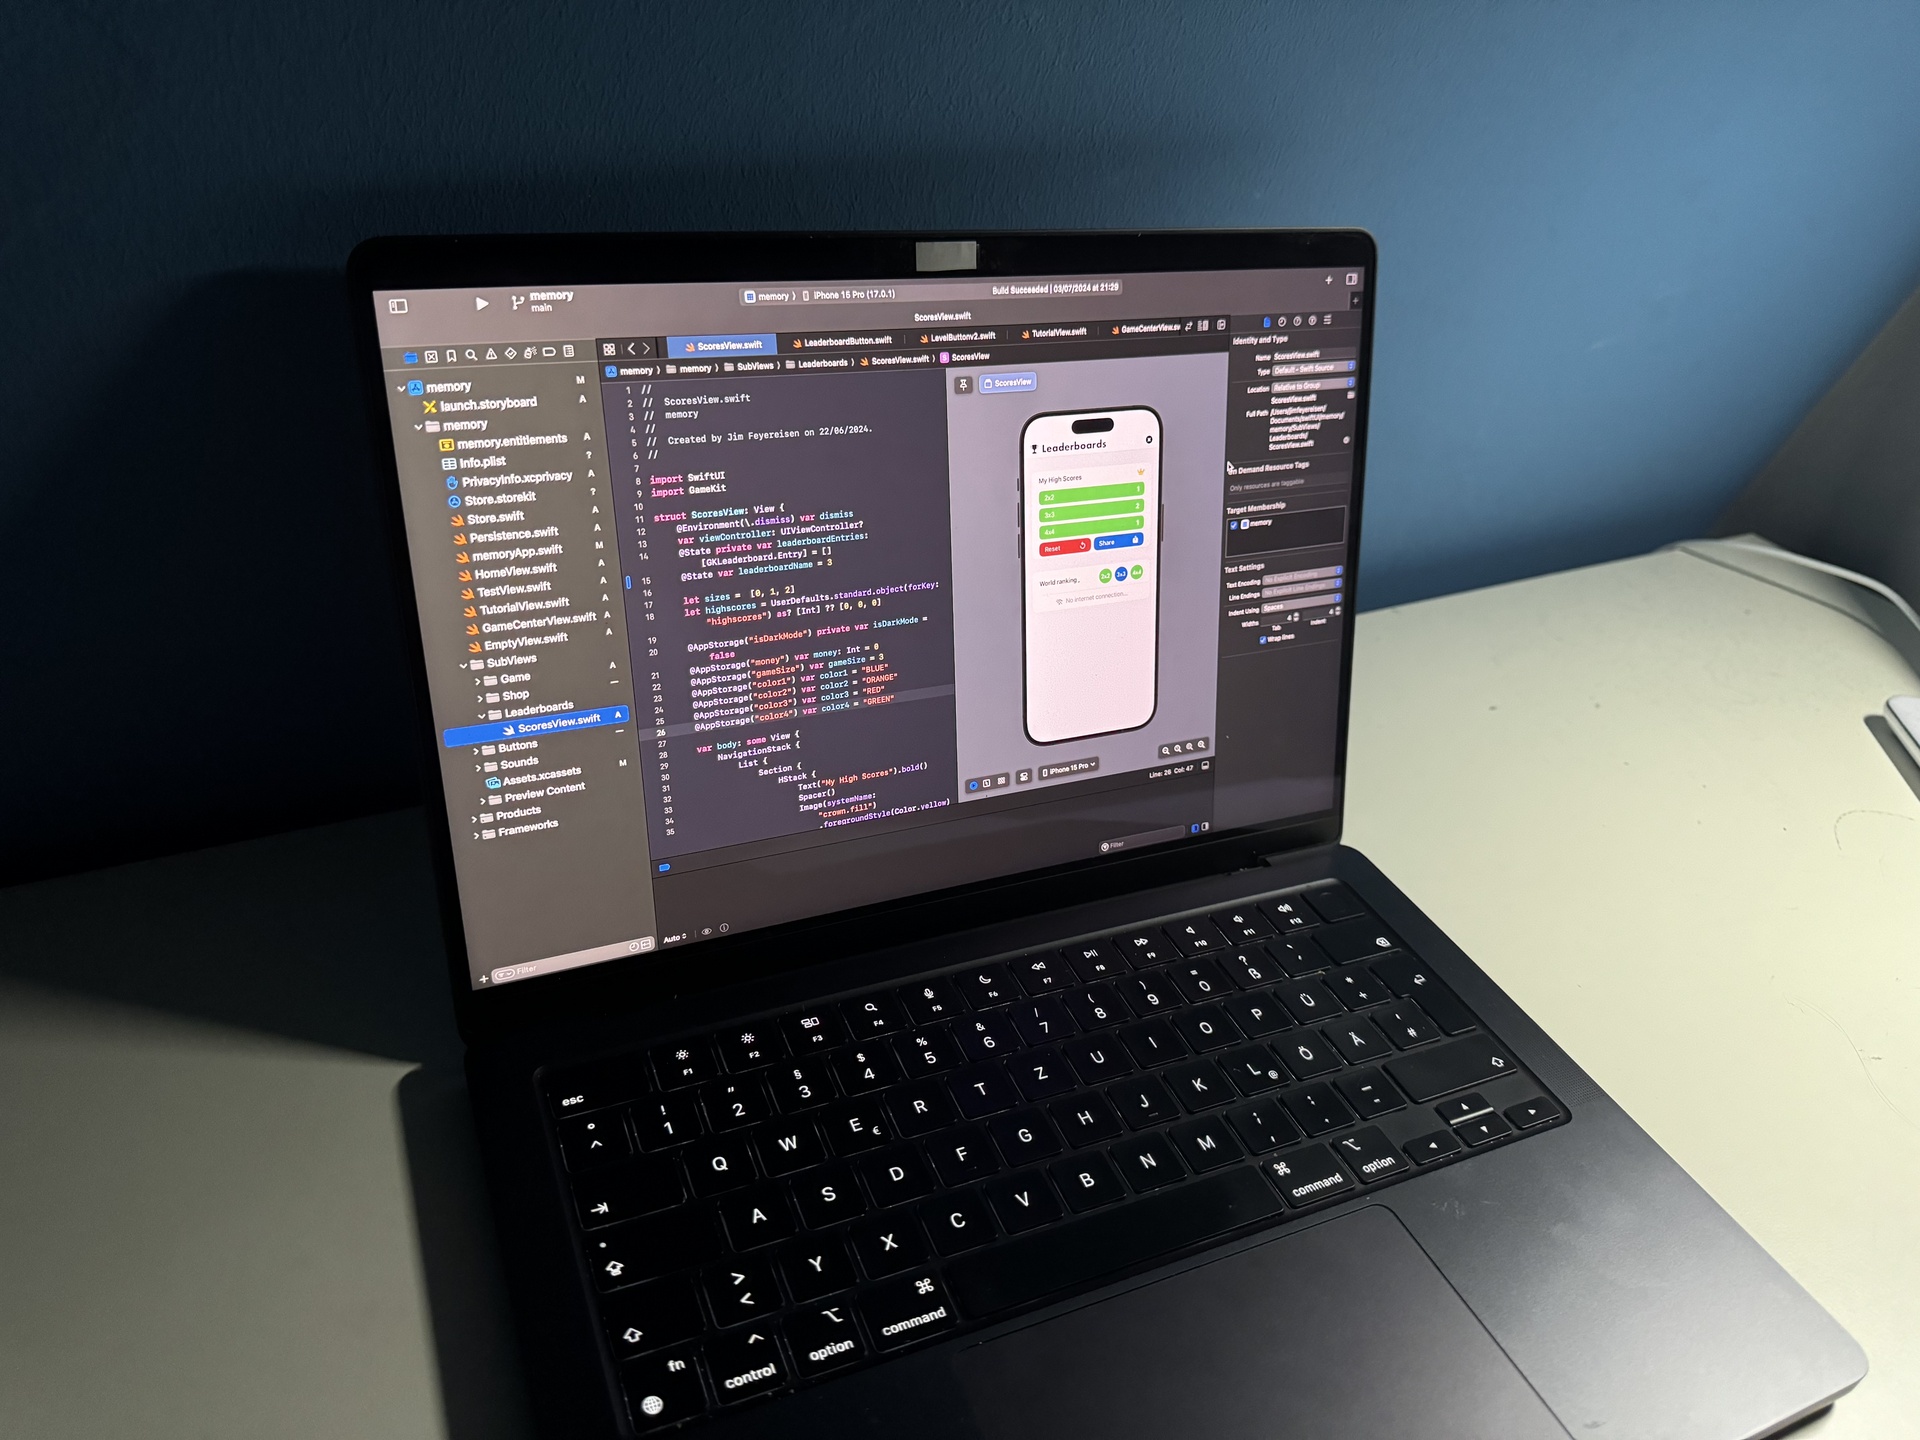 memory
main
memory 〉 iPhone 15 Pro (17.0.1)
Build Succeeded | 03/07/2024 at 21:29
ScoresView.swift
ScoresView.swift
LeaderboardButton.swift
LevelButtonv2.swift
TutorialView.swift
GameCenterView.sw
memory 〉 memory 〉 SubViews 〉 Leaderboards 〉 ScoresView.swift 〉 S ScoresView
memory M
launch.storyboard A
memory
memory.entitlements A
Info.plist ?
PrivacyInfo.xcprivacy A
Store.storekit ?
Store.swift A
Persistence.swift A
memoryApp.swift M
HomeView.swift A
TestView.swift A
TutorialView.swift A
GameCenterView.swift A
EmptyView.swift A
SubViews
Game A
Shop –
Leaderboards
ScoresView.swift A
Buttons –
Sounds
Assets.xcassets M
Preview Content
Products
Frameworks
Filter
1 //
2 // ScoresView.swift
3 // memory
4 //
5 // Created by Jim Feyereisen on 22/06/2024.
6 //
7
8 import SwiftUI
9 import GameKit
10
11 struct ScoresView: View {
12 @Environment(\.dismiss) var dismiss
13 var viewController: UIViewController?
14 @State private var leaderboardEntries:
[GKLeaderboard.Entry] = []
15 @State var leaderboardName = 3
16
17 let sizes = [0, 1, 2]
18 let highscores = UserDefaults.standard.object(forKey:
"highscores") as? [Int] ?? [0, 0, 0]
19
20 @AppStorage("isDarkMode") private var isDarkMode =
false
21 @AppStorage("money") var money: Int = 0
22 @AppStorage("gameSize") var gameSize = 3
23 @AppStorage("color1") var color1 = "BLUE"
24 @AppStorage("color2") var color2 = "ORANGE"
25 @AppStorage("color3") var color3 = "RED"
26 @AppStorage("color4") var color4 = "GREEN"
27
28 var body: some View {
29 NavigationStack {
30 List {
31 Section {
32 HStack {
33 Text("My High Scores").bold()
34 Spacer()
35 Image(systemName:
"crown.fill")
.foregroundStyle(Color.yellow)
ScoresView
Leaderboards
My High Scores
2x2 1
3x3 2
4x4 1
Reset
Share
World ranking
2x2 3x3 4x4
No internet connection...
iPhone 15 Pro
Line: 26 Col: 47
Auto
Filter
Identity and Type
Name ScoresView.swift
Type Default - Swift Source
Location Relative to Group
ScoresView.swift
Full Path /Users/jimfeyereisen/
Documents/swiftUI/memory/
memory/SubViews/
Leaderboards/
ScoresView.swift
On Demand Resource Tags
Only resources are taggable
Target Membership
memory
Text Settings
Text Encoding No Explicit Encoding
Line Endings No Explicit Line Endings
Indent Using Spaces
Widths 4 4
Tab Indent
Wrap lines
esc F1 F2 F3 F4 F5 F6 F7 F8 F9 F10 F11 F12
° ! " § $ % & / ( ) = ? `
^ 1 2 3 4 5 6 7 8 9 0 ß ´
Q W E € R T Z U I O P Ü * +
A S D F G H J K L @ Ö Ä ' #
> < Y X C V B N M ; , : . _ -
fn control option command command option